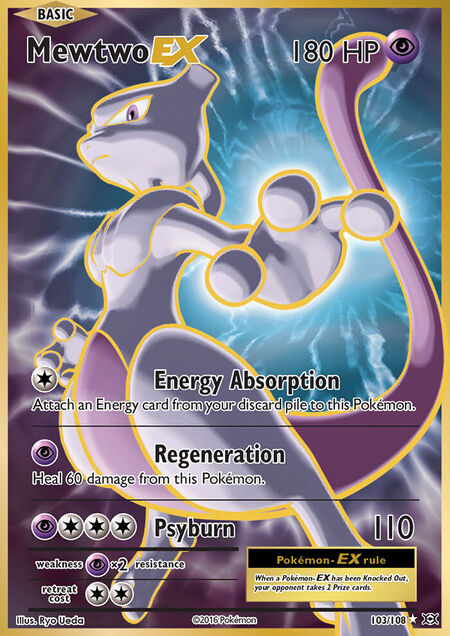 BASIC
Mewtwo EX 180 HP
Energy Absorption
Attach an Energy card from your discard pile to this Pokémon.
Regeneration
Heal 60 damage from this Pokémon.
Psyburn 110
weakness ×2 resistance
retreat cost
Pokémon-EX rule
When a Pokémon-EX has been Knocked Out,
your opponent takes 2 Prize cards.
Illus. Ryo Ueda ©2016 Pokémon 103/108